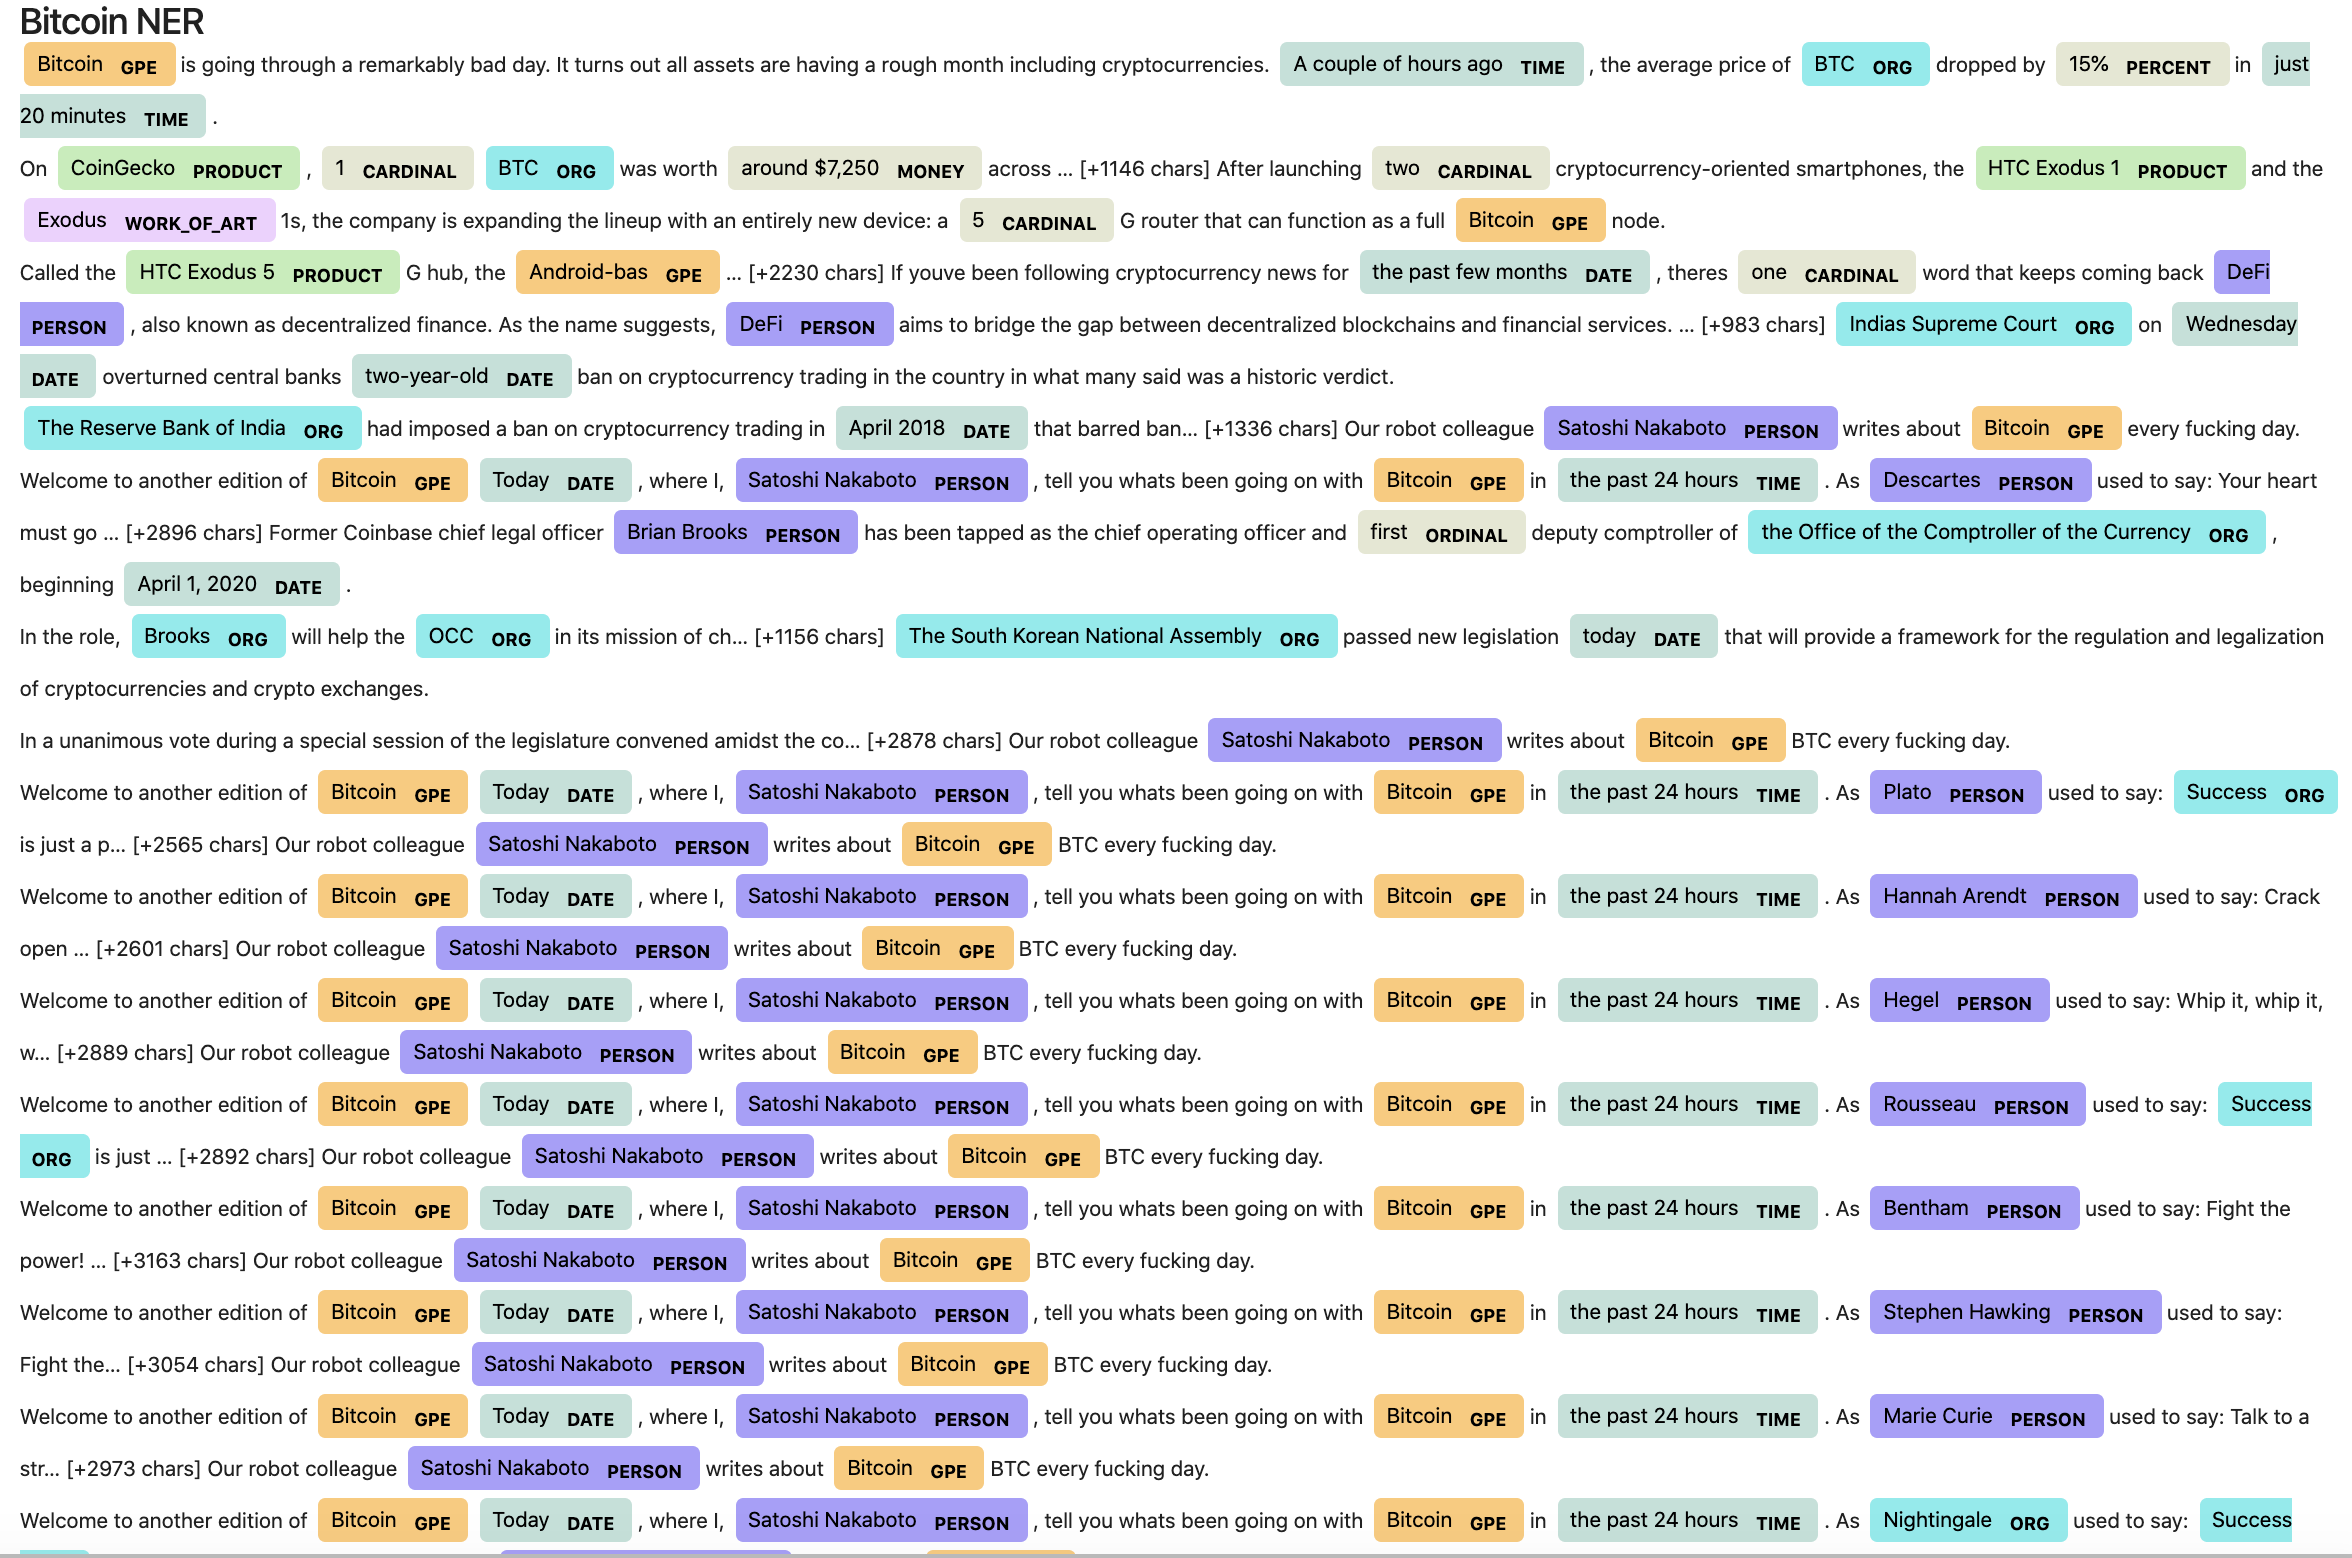 Bitcoin NER
Bitcoin GPE is going through a remarkably bad day. It turns out all assets are having a rough month including cryptocurrencies. A couple of hours ago TIME , the average price of BTC ORG dropped by 15% PERCENT in just
20 minutes TIME .
On CoinGecko PRODUCT , 1 CARDINAL BTC ORG was worth around $7,250 MONEY across ... [+1146 chars] After launching two CARDINAL cryptocurrency-oriented smartphones, the HTC Exodus 1 PRODUCT and the
Exodus WORK_OF_ART 1s, the company is expanding the lineup with an entirely new device: a 5 CARDINAL G router that can function as a full Bitcoin GPE node.
Called the HTC Exodus 5 PRODUCT G hub, the Android-bas GPE ... [+2230 chars] If youve been following cryptocurrency news for the past few months DATE , theres one CARDINAL word that keeps coming back DeFi
PERSON , also known as decentralized finance. As the name suggests, DeFi PERSON aims to bridge the gap between decentralized blockchains and financial services. ... [+983 chars] Indias Supreme Court ORG on Wednesday
DATE overturned central banks two-year-old DATE ban on cryptocurrency trading in the country in what many said was a historic verdict.
The Reserve Bank of India ORG had imposed a ban on cryptocurrency trading in April 2018 DATE that barred ban... [+1336 chars] Our robot colleague Satoshi Nakaboto PERSON writes about Bitcoin GPE every fucking day.
Welcome to another edition of Bitcoin GPE Today DATE , where I, Satoshi Nakaboto PERSON , tell you whats been going on with Bitcoin GPE in the past 24 hours TIME . As Descartes PERSON used to say: Your heart
must go ... [+2896 chars] Former Coinbase chief legal officer Brian Brooks PERSON has been tapped as the chief operating officer and first ORDINAL deputy comptroller of the Office of the Comptroller of the Currency ORG ,
beginning April 1, 2020 DATE .
In the role, Brooks ORG will help the OCC ORG in its mission of ch... [+1156 chars] The South Korean National Assembly ORG passed new legislation today DATE that will provide a framework for the regulation and legalization
of cryptocurrencies and crypto exchanges.
In a unanimous vote during a special session of the legislature convened amidst the co... [+2878 chars] Our robot colleague Satoshi Nakaboto PERSON writes about Bitcoin GPE BTC every fucking day.
Welcome to another edition of Bitcoin GPE Today DATE , where I, Satoshi Nakaboto PERSON , tell you whats been going on with Bitcoin GPE in the past 24 hours TIME . As Plato PERSON used to say: Success ORG
is just a p... [+2565 chars] Our robot colleague Satoshi Nakaboto PERSON writes about Bitcoin GPE BTC every fucking day.
Welcome to another edition of Bitcoin GPE Today DATE , where I, Satoshi Nakaboto PERSON , tell you whats been going on with Bitcoin GPE in the past 24 hours TIME . As Hannah Arendt PERSON used to say: Crack
open ... [+2601 chars] Our robot colleague Satoshi Nakaboto PERSON writes about Bitcoin GPE BTC every fucking day.
Welcome to another edition of Bitcoin GPE Today DATE , where I, Satoshi Nakaboto PERSON , tell you whats been going on with Bitcoin GPE in the past 24 hours TIME . As Hegel PERSON used to say: Whip it, whip it,
w... [+2889 chars] Our robot colleague Satoshi Nakaboto PERSON writes about Bitcoin GPE BTC every fucking day.
Welcome to another edition of Bitcoin GPE Today DATE , where I, Satoshi Nakaboto PERSON , tell you whats been going on with Bitcoin GPE in the past 24 hours TIME . As Rousseau PERSON used to say: Success
ORG is just ... [+2892 chars] Our robot colleague Satoshi Nakaboto PERSON writes about Bitcoin GPE BTC every fucking day.
Welcome to another edition of Bitcoin GPE Today DATE , where I, Satoshi Nakaboto PERSON , tell you whats been going on with Bitcoin GPE in the past 24 hours TIME . As Bentham PERSON used to say: Fight the
power! ... [+3163 chars] Our robot colleague Satoshi Nakaboto PERSON writes about Bitcoin GPE BTC every fucking day.
Welcome to another edition of Bitcoin GPE Today DATE , where I, Satoshi Nakaboto PERSON , tell you whats been going on with Bitcoin GPE in the past 24 hours TIME . As Stephen Hawking PERSON used to say:
Fight the... [+3054 chars] Our robot colleague Satoshi Nakaboto PERSON writes about Bitcoin GPE BTC every fucking day.
Welcome to another edition of Bitcoin GPE Today DATE , where I, Satoshi Nakaboto PERSON , tell you whats been going on with Bitcoin GPE in the past 24 hours TIME . As Marie Curie PERSON used to say: Talk to a
str... [+2973 chars] Our robot colleague Satoshi Nakaboto PERSON writes about Bitcoin GPE BTC every fucking day.
Welcome to another edition of Bitcoin GPE Today DATE , where I, Satoshi Nakaboto PERSON , tell you whats been going on with Bitcoin GPE in the past 24 hours TIME . As Nightingale ORG used to say: Success